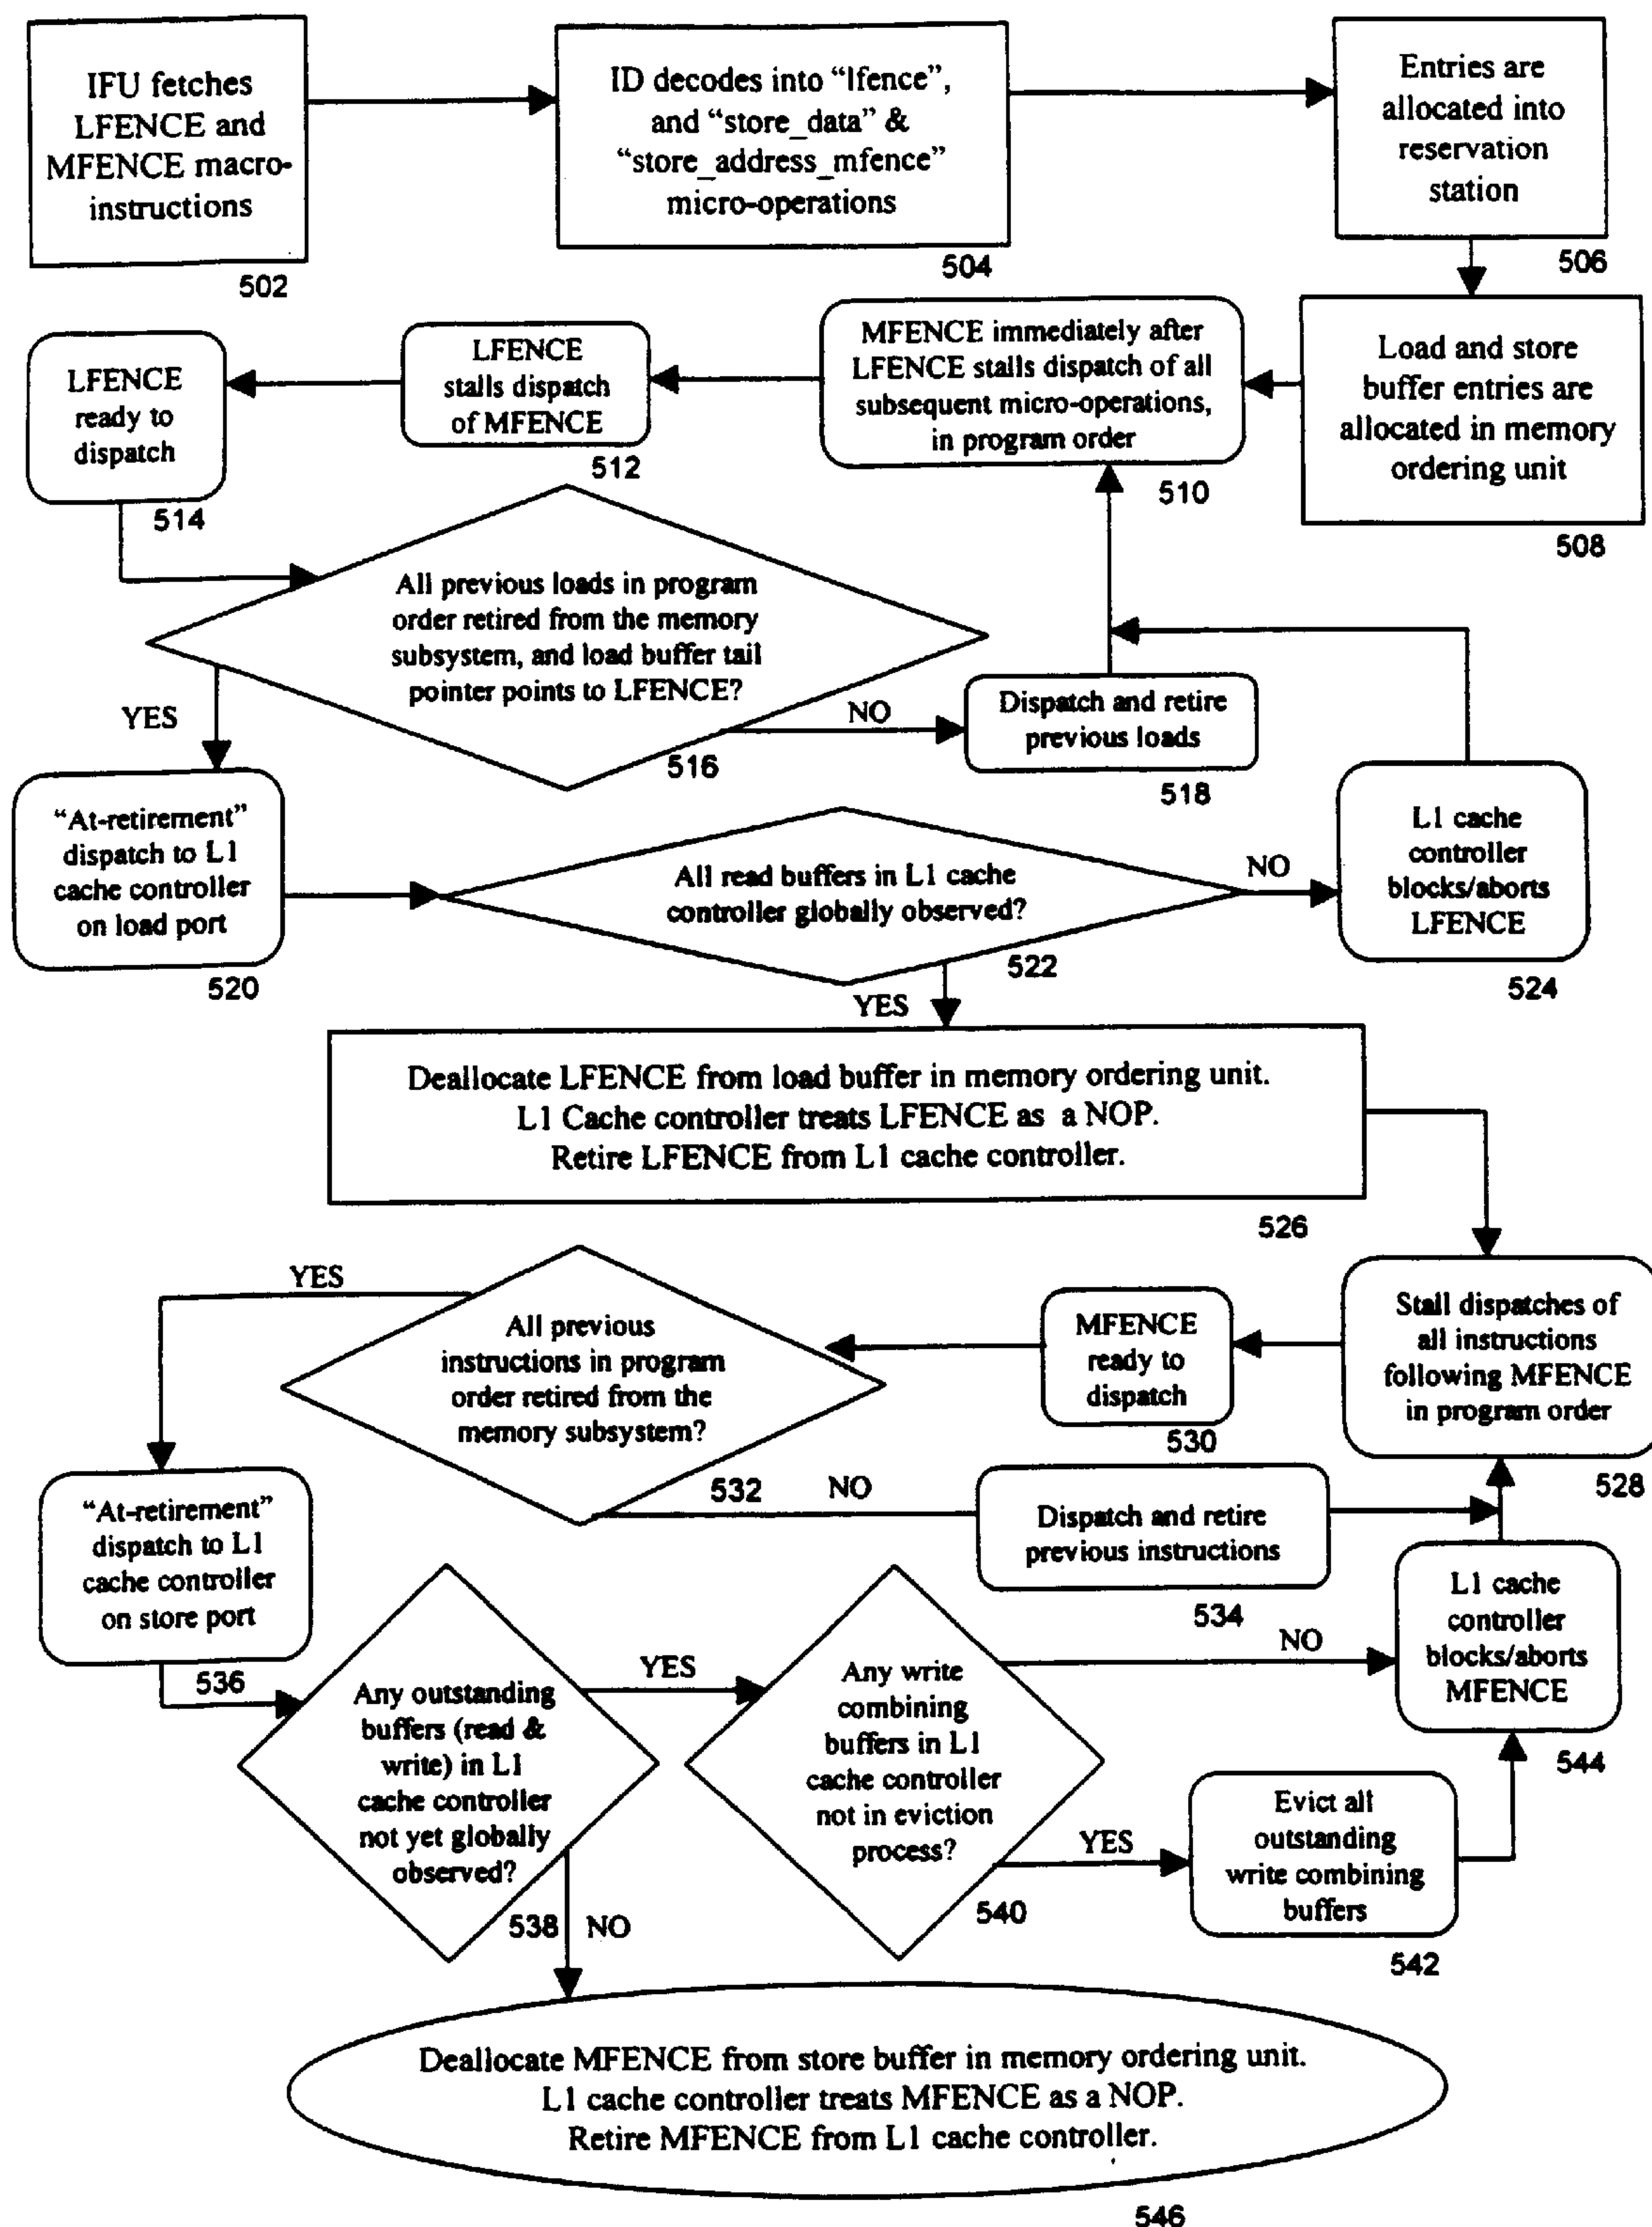 IFU fetches
LFENCE and
MFENCE macro-
instructions
502
ID decodes into “lfence”,
and “store_data” &
“store_address_mfence”
micro-operations
504
Entries are
allocated into
reservation
station
506
Load and store
buffer entries are
allocated in memory
ordering unit
508
MFENCE immediately after
LFENCE stalls dispatch of all
subsequent micro-operations,
in program order
510
LFENCE
stalls dispatch
of MFENCE
512
LFENCE
ready to
dispatch
514
All previous loads in program
order retired from the memory
subsystem, and load buffer tail
pointer points to LFENCE?
516
YES
NO
Dispatch and retire
previous loads
518
“At-retirement”
dispatch to L1
cache controller
on load port
520
All read buffers in L1 cache
controller globally observed?
522
NO
YES
L1 cache
controller
blocks/aborts
LFENCE
524
Deallocate LFENCE from load buffer in memory ordering unit.
L1 Cache controller treats LFENCE as a NOP.
Retire LFENCE from L1 cache controller.
526
Stall dispatches of
all instructions
following MFENCE
in program order
528
MFENCE
ready to
dispatch
530
All previous
instructions in program
order retired from the
memory subsystem?
532
YES
NO
Dispatch and retire
previous instructions
534
“At-retirement”
dispatch to L1
cache controller
on store port
536
Any outstanding
buffers (read &
write) in L1
cache controller
not yet globally
observed?
538
YES
NO
Any write
combining
buffers in L1
cache controller
not in eviction
process?
540
NO
YES
Evict all
outstanding
write combining
buffers
542
L1 cache
controller
blocks/aborts
MFENCE
544
Deallocate MFENCE from store buffer in memory ordering unit.
L1 cache controller treats MFENCE as a NOP.
Retire MFENCE from L1 cache controller.
546